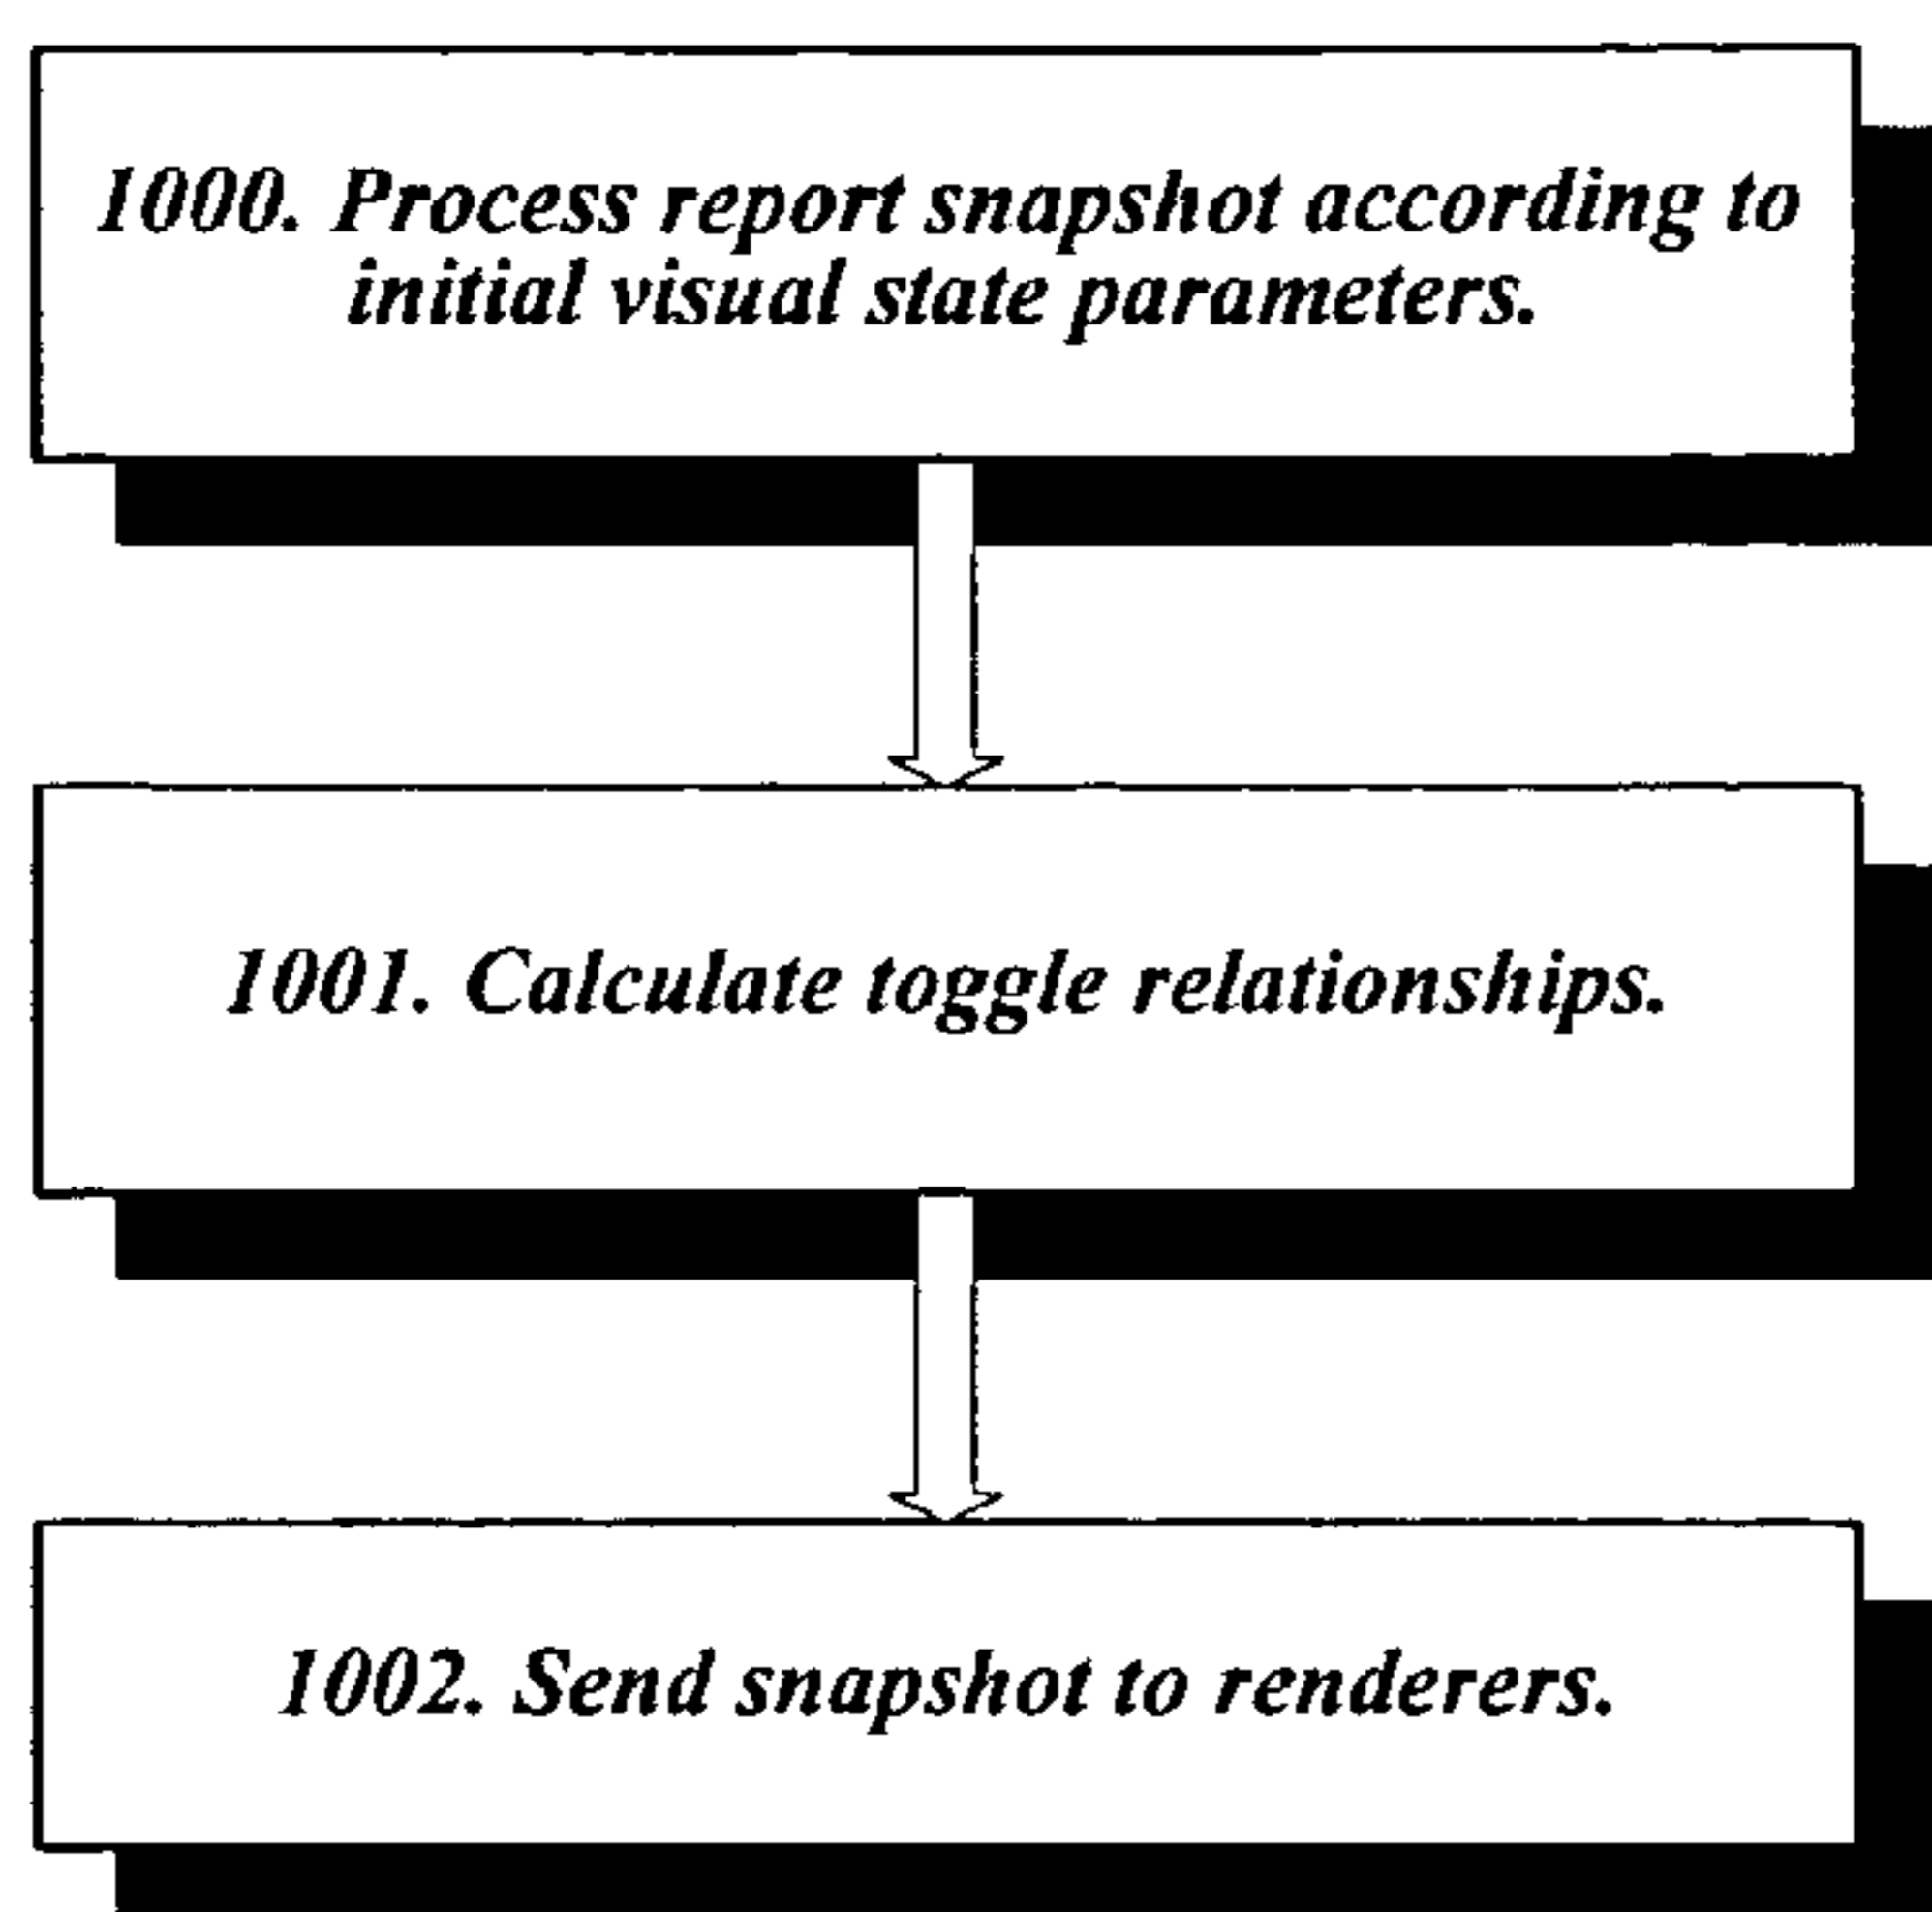 1000. Process report snapshot according to
initial visual state parameters.
1001. Calculate toggle relationships.
1002. Send snapshot to renderers.